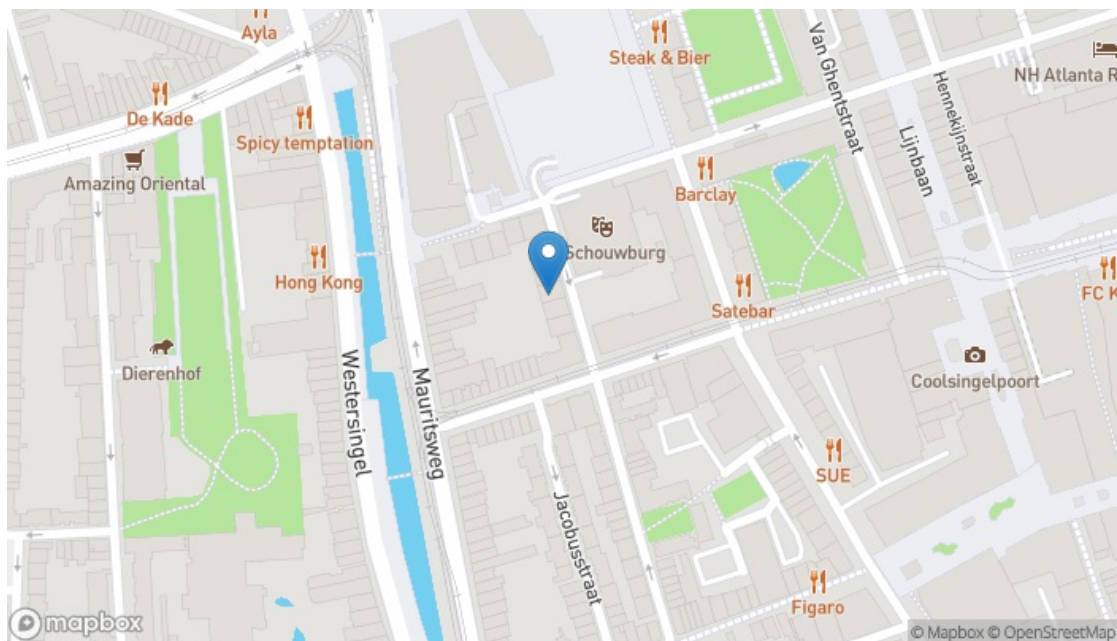 Ayla
Steak & Bier
NH Atlanta R
De Kade
Van Ghentstraat
Hennekijnstraat
Lijnbaan
Spicy temptation
Amazing Oriental
Barclay
Schouwburg
Hong Kong
Satebar
FC K
Dierenhof
Westersingel
Mauritsweg
Coolsingelpoort
SUE
Jacobusstraat
Figaro
mapbox
© Mapbox © OpenStreetMap